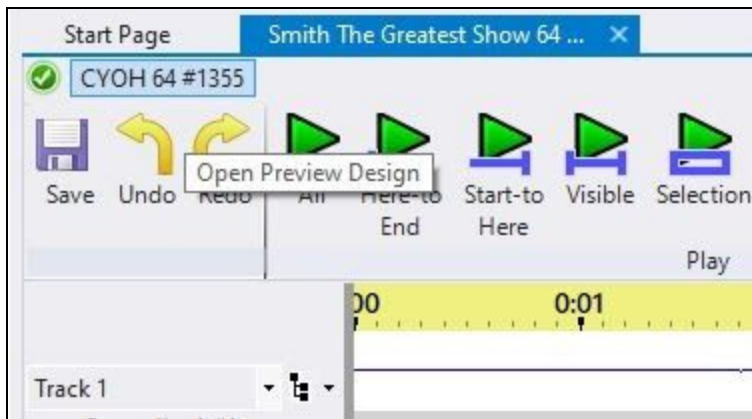 Start Page Smith The Greatest Show 64 ...
CYOH 64 #1355
Open Preview Design
Save Undo Redo All Here-to Start-to Visible Selection
End Here
Play
00 0:01
Track 1